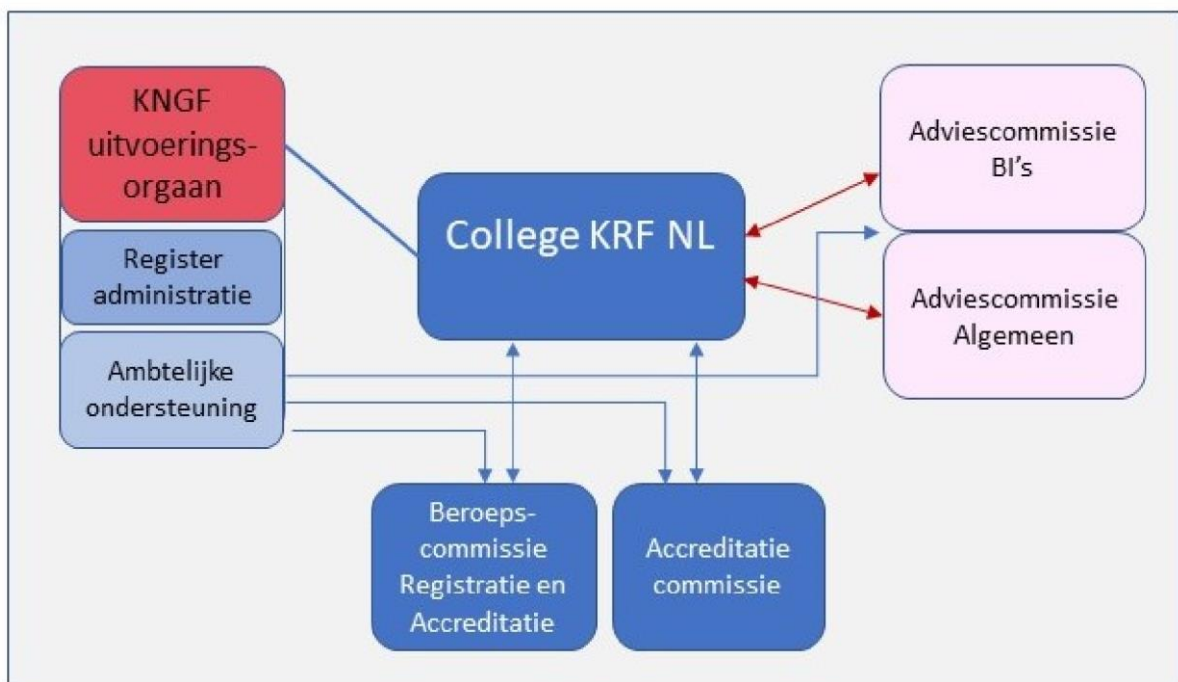 KNGF
uitvoerings-
orgaan
Register
administratie
Ambtelijke
ondersteuning
College KRF NL
Adviescommissie
BI's
Adviescommissie
Algemeen
Beroeps-
commissie
Registratie en
Accreditatie
Accreditatie
commissie